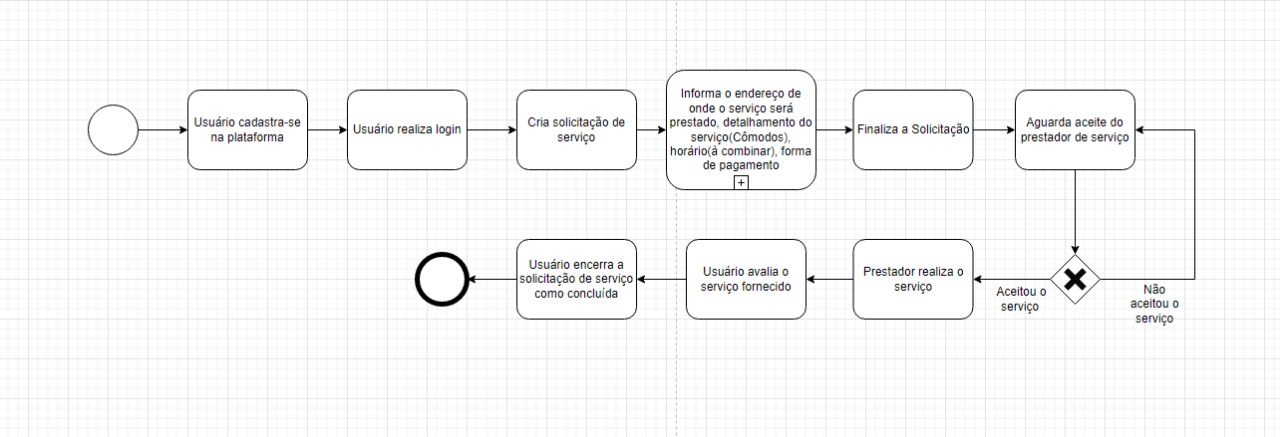 Usuário cadastra-se
na plataforma
Usuário realiza login
Cria solicitação de
serviço
Informa o endereço de
onde o serviço será
prestado, detalhamento do
serviço(Cômodos),
horário(à combinar), forma
de pagamento
Finaliza a Solicitação
Aguarda aceite do
prestador de serviço
Usuário encerra a
solicitação de serviço
como concluída
Usuário avalia o
serviço fornecido
Prestador realiza o
serviço
Aceitou o
serviço
Não
aceitou o
serviço